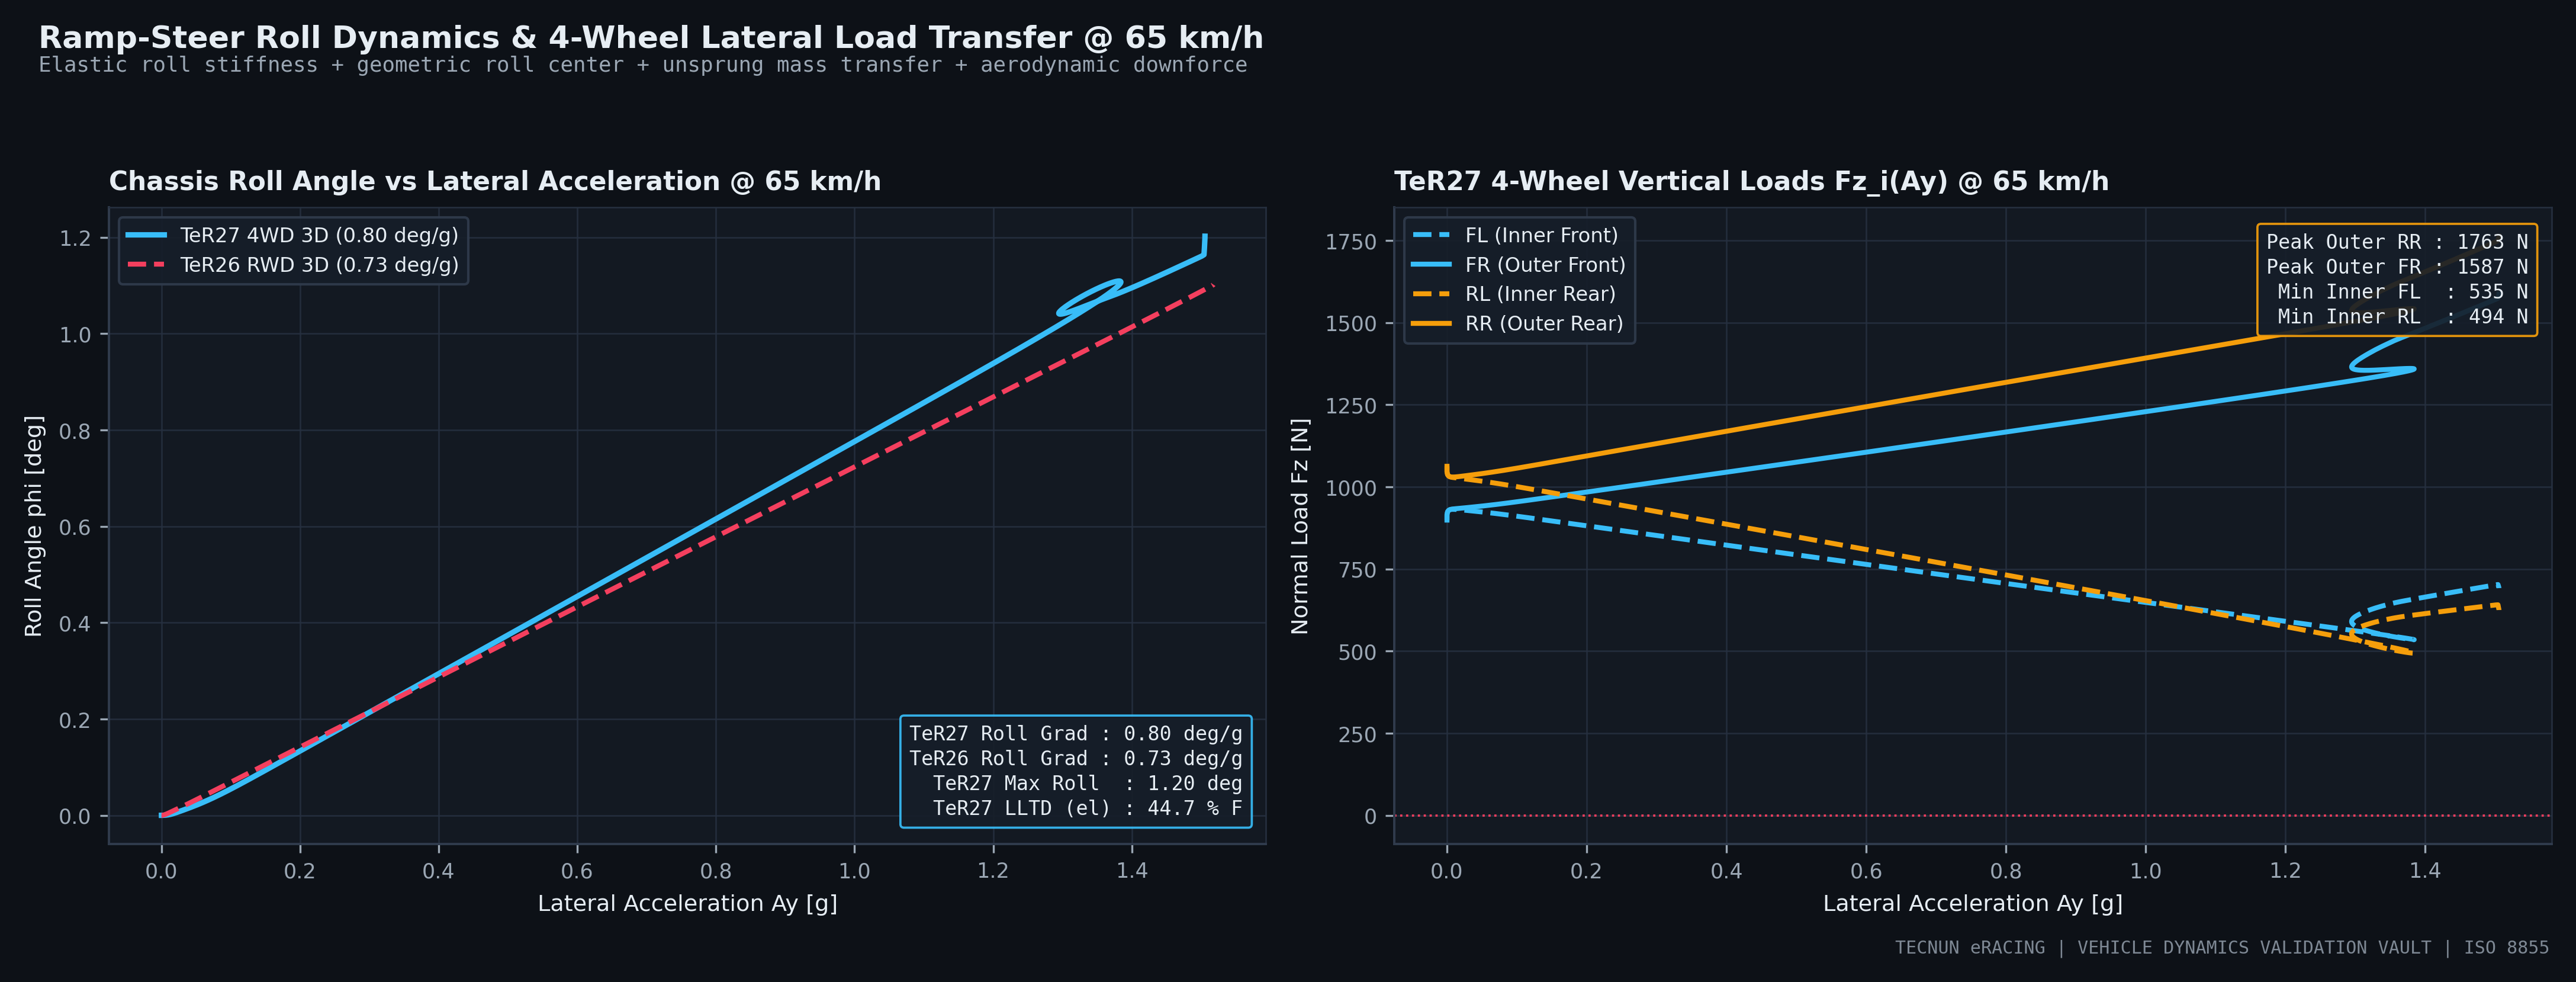 Ramp-Steer Roll Dynamics & 4-Wheel Lateral Load Transfer @ 65 km/h
Elastic roll stiffness + geometric roll center + unsprung mass transfer + aerodynamic downforce
Chassis Roll Angle vs Lateral Acceleration @ 65 km/h
TeR27 4WD 3D (0.80 deg/g)
TeR26 RWD 3D (0.73 deg/g)
Roll Angle phi [deg]
1.2
1.0
0.8
0.6
0.4
0.2
0.0
TeR27 Roll Grad : 0.80 deg/g
TeR26 Roll Grad : 0.73 deg/g
TeR27 Max Roll : 1.20 deg
TeR27 LLTD (el) : 44.7 % F
0.0 0.2 0.4 0.6 0.8 1.0 1.2 1.4
Lateral Acceleration Ay [g]
TeR27 4-Wheel Vertical Loads Fz_i(Ay) @ 65 km/h
FL (Inner Front)
FR (Outer Front)
RL (Inner Rear)
RR (Outer Rear)
Peak Outer RR : 1763 N
Peak Outer FR : 1587 N
Min Inner FL : 535 N
Min Inner RL : 494 N
Normal Load Fz [N]
1750
1500
1250
1000
750
500
250
0
0.0 0.2 0.4 0.6 0.8 1.0 1.2 1.4
Lateral Acceleration Ay [g]
TECNUN eRACING | VEHICLE DYNAMICS VALIDATION VAULT | ISO 8855